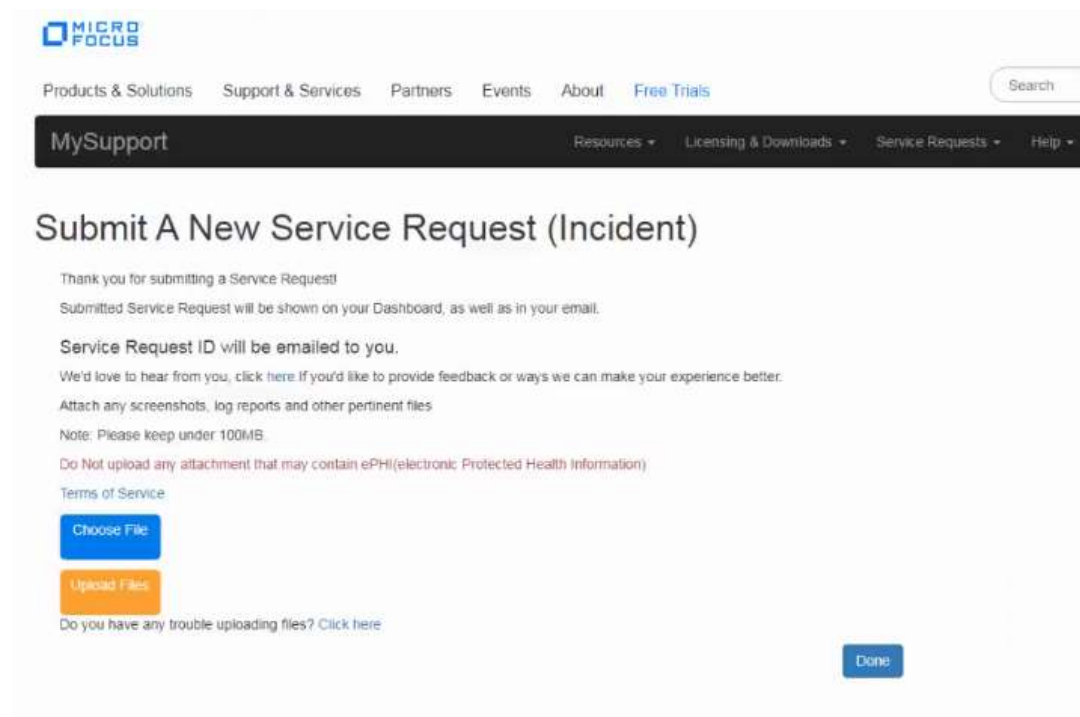 MICRO
FOCUS
Products & Solutions Support & Services Partners Events About Free Trials Search
MySupport Resources Licensing & Downloads Service Requests Help
Submit A New Service Request (Incident)
Thank you for submitting a Service Request!
Submitted Service Request will be shown on your Dashboard, as well as in your email.
Service Request ID will be emailed to you.
We'd love to hear from you, click here If you'd like to provide feedback or ways we can make your experience better.
Attach any screenshots, log reports and other pertinent files
Note: Please keep under 100MB.
Do Not upload any attachment that may contain ePHI(electronic Protected Health Information)
Terms of Service
Choose File
Upload Files
Do you have any trouble uploading files? Click here
Done